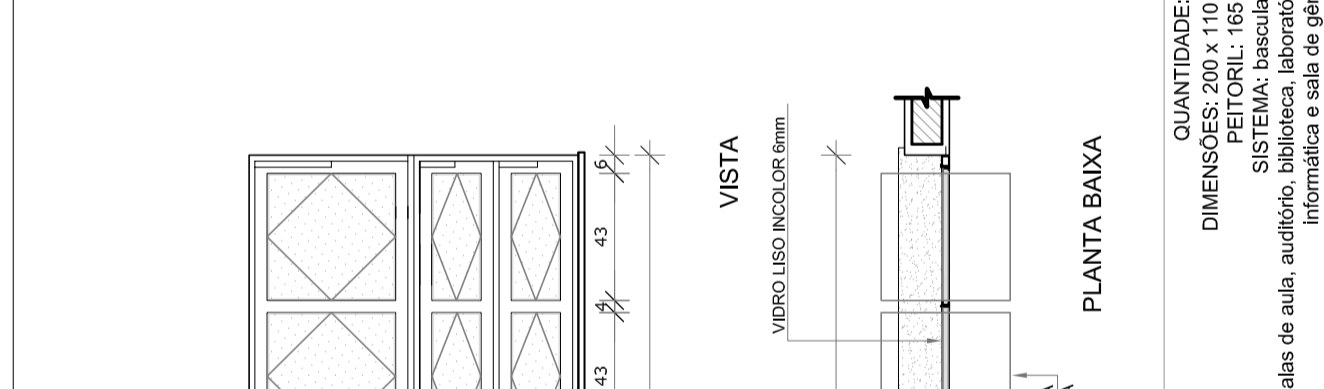 6
43
4
43
VISTA
VIDRO LISO INCOLOR 6mm
PLANTA BAIXA
QUANTIDADE:
DIMENSÕES: 200 x 110
PEITORIL: 165
SISTEMA: bascula
alas de aula, auditório, biblioteca, laborató
informática e sala de gên